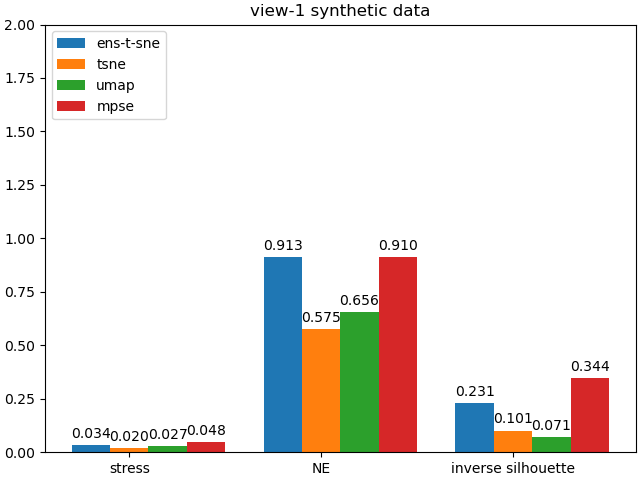 view-1 synthetic data
2.00
1.75
1.50
1.25
1.00
0.75
0.50
0.25
0.00
ens-t-sne
tsne
umap
mpse
0.034
0.020
0.027
0.048
0.913
0.575
0.656
0.910
0.231
0.101
0.071
0.344
stress
NE
inverse silhouette